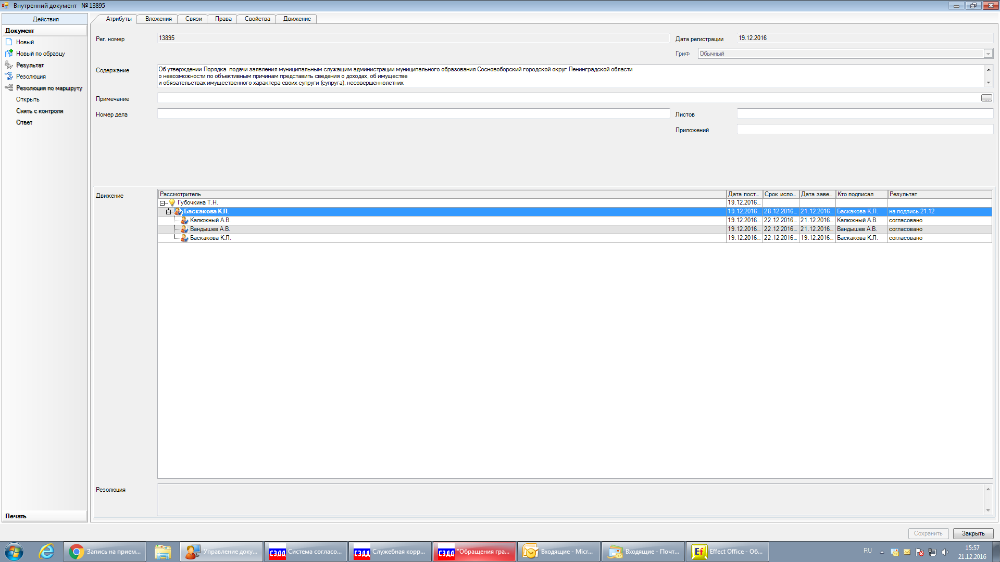 Внутренний документ № 13895
Действия
Документ
Новый
Новый по образцу
Результат
Резолюция
Резолюция по маршруту
Открыть
Снять с контроля
Ответ
Печать
Атрибуты Вложения Связи Права Свойства Движение
Рег. номер 13895 Дата регистрации 19.12.2016
Гриф Обычный
Содержание
Об утверждении Порядка подачи заявления муниципальным служащим администрации муниципального образования Сосновоборский городской округ Ленинградской области
о невозможности по объективным причинам представить сведения о доходах, об имуществе
и обязательствах имущественного характера своих супруги (супруга), несовершеннолетних
Примечание ...
Номер дела Листов
Приложений
Движение
Рассмотритель Дата пост... Срок испо... Дата заве... Кто подписал Результат
Губочкина Т.Н. 19.12.2016...
Баскакова К.Л. 19.12.2016... 28.12.2016... 21.12.2016... Баскакова К.Л. на подпись 21.12
Калюжный А.В. 19.12.2016... 22.12.2016... 21.12.2016... Калюжный А.В. согласовано
Вандышев А.В. 19.12.2016... 22.12.2016... 21.12.2016... Вандышев А.В. согласовано
Баскакова К.Л. 19.12.2016... 22.12.2016... 19.12.2016... Баскакова К.Л. согласовано
Резолюция
Сохранить Закрыть
Запись на прием... Управление доку... СЭДД Система согласо... СЭДД Служебная корр... СЭДД "Обращения гра... Входящие - Micr... Входящие - Почт... Ef Effect Office - Об... RU 15:57
21.12.2016